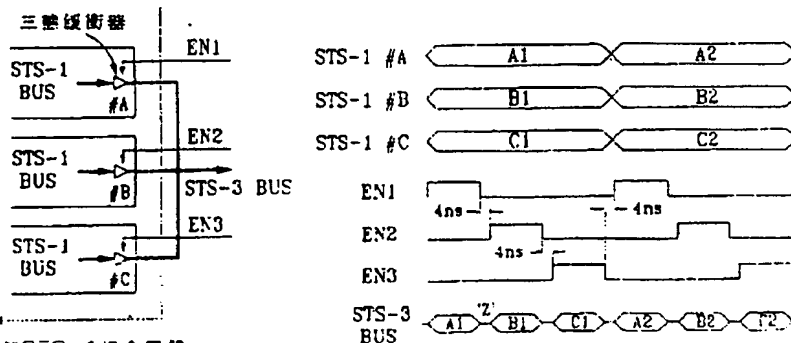 三態緩衝器
EN1
STS-1
BUS
#A
EN2
STS-1
BUS
#B
STS-3 BUS
EN3
STS-1
BUS
#C
STS-1 #A A1 A2
STS-1 #B B1 B2
STS-1 #C C1 C2
EN1
4ns 4ns
EN2
4ns
EN3
STS-3
BUS
A1 'Z' B1 C1 A2 B2